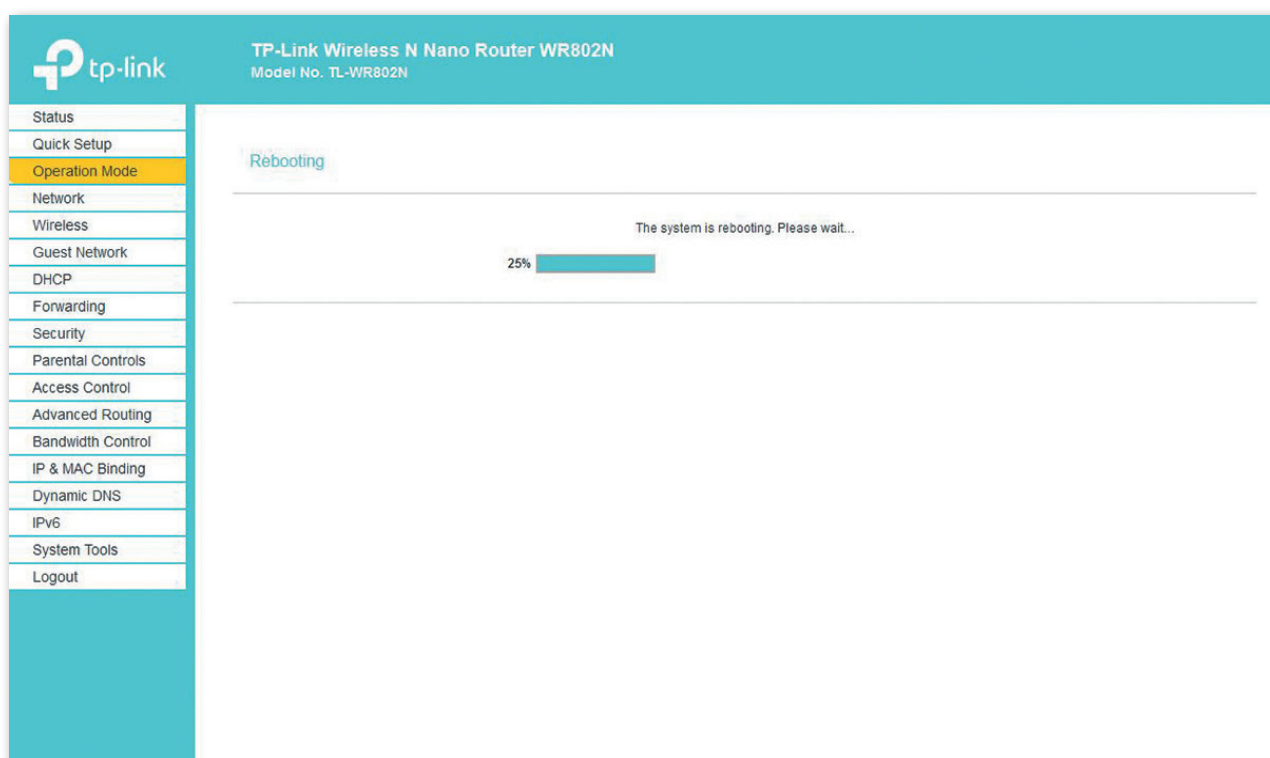 tp-link
TP-Link Wireless N Nano Router WR802N
Model No. TL-WR802N
Status
Quick Setup
Operation Mode
Network
Wireless
Guest Network
DHCP
Forwarding
Security
Parental Controls
Access Control
Advanced Routing
Bandwidth Control
IP & MAC Binding
Dynamic DNS
IPv6
System Tools
Logout
Rebooting
The system is rebooting. Please wait...
25%